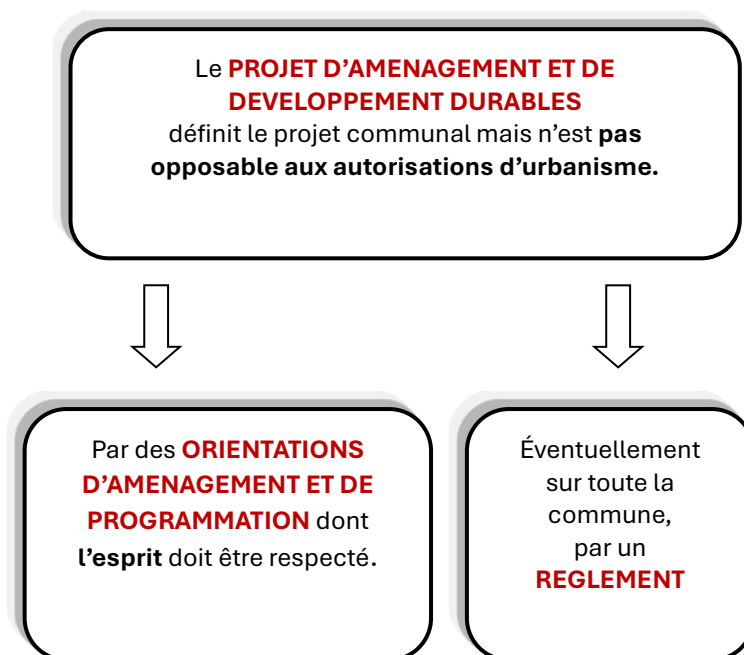 Le PROJET D’AMENAGEMENT ET DE
DEVELOPPEMENT DURABLES
définit le projet communal mais n’est pas
opposable aux autorisations d’urbanisme.
Par des ORIENTATIONS
D’AMENAGEMENT ET DE
PROGRAMMATION dont
l’esprit doit être respecté.
Éventuellement
sur toute la
commune,
par un
REGLEMENT